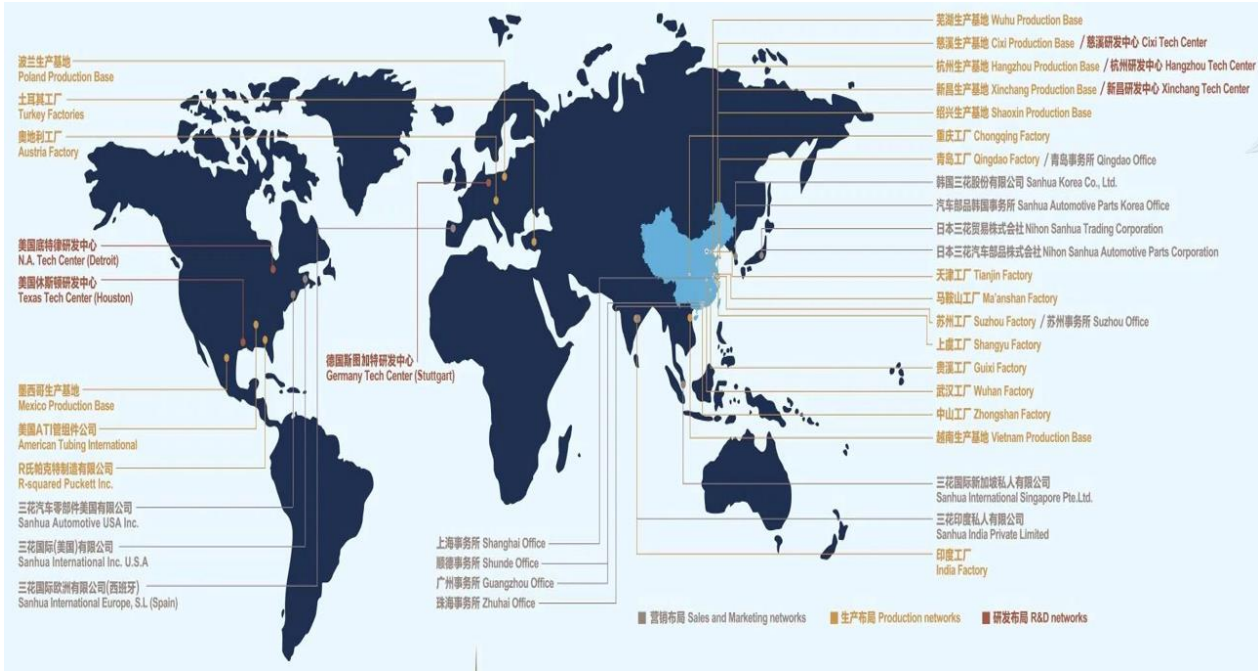 波兰生产基地
Poland Production Base
土耳其工厂
Turkey Factories
奥地利工厂
Austria Factory
美国底特律研发中心
N.A. Tech Center (Detroit)
美国休斯顿研发中心
Texas Tech Center (Houston)
德国斯图加特研发中心
Germany Tech Center (Stuttgart)
墨西哥生产基地
Mexico Production Base
美国ATI管组件公司
American Tubing International
R氏帕克特制造有限公司
R-squared Puckett Inc.
三花汽车零部件美国有限公司
Sanhua Automotive USA Inc.
三花国际(美国)有限公司
Sanhua International Inc. U.S.A
三花国际欧洲有限公司(西班牙)
Sanhua International Europe, S.L (Spain)
上海事务所 Shanghai Office
顺德事务所 Shunde Office
广州事务所 Guangzhou Office
珠海事务所 Zhuhai Office
芜湖生产基地 Wuhu Production Base
慈溪生产基地 Cixi Production Base / 慈溪研发中心 Cixi Tech Center
杭州生产基地 Hangzhou Production Base / 杭州研发中心 Hangzhou Tech Center
新昌生产基地 Xinchang Production Base / 新昌研发中心 Xinchang Tech Center
绍兴生产基地 Shaoxin Production Base
重庆工厂 Chongqing Factory
青岛工厂 Qingdao Factory / 青岛事务所 Qingdao Office
韩国三花股份有限公司 Sanhua Korea Co., Ltd.
汽车部品韩国事务所 Sanhua Automotive Parts Korea Office
日本三花贸易株式会社 Nihon Sanhua Trading Corporation
日本三花汽车部品株式会社 Nihon Sanhua Automotive Parts Corporation
天津工厂 Tianjin Factory
马鞍山工厂 Ma'anshan Factory
苏州工厂 Suzhou Factory / 苏州事务所 Suzhou Office
上虞工厂 Shangyu Factory
贵溪工厂 Guixi Factory
武汉工厂 Wuhan Factory
中山工厂 Zhongshan Factory
越南生产基地 Vietnam Production Base
三花国际新加坡私人有限公司
Sanhua International Singapore Pte.Ltd.
三花印度私人有限公司
Sanhua India Private Limited
印度工厂
India Factory
营销布局 Sales and Marketing networks
生产布局 Production networks
研发布局 R&D networks